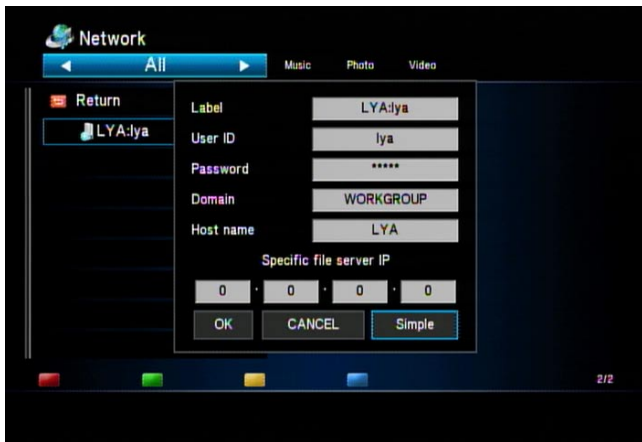 Network
All Music Photo Video
Return
LYA:lya
Label LYA:lya
User ID lya
Password *****
Domain WORKGROUP
Host name LYA
Specific file server IP
0 . 0 . 0 . 0
OK CANCEL Simple
2/2